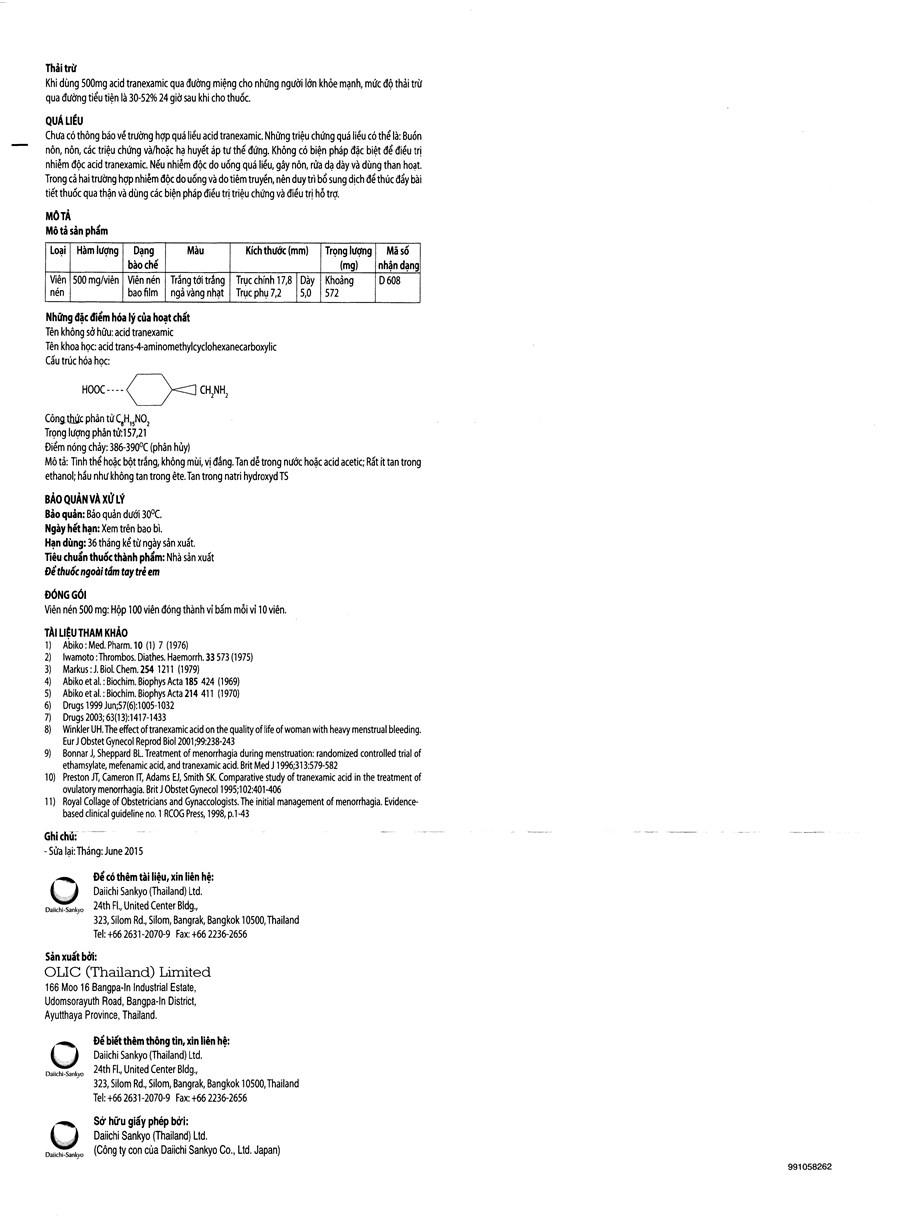 Thải trừ
Khi dùng 500mg acid tranexamic qua đường miệng cho những người lớn khỏe mạnh, mức độ thải trừ
qua đường tiểu tiện là 30-52% 24 giờ sau khi cho thuốc.
QUÁ LIỀU
Chưa có thông báo về trường hợp quá liều acid tranexamic. Những triệu chứng quá liều có thể là: Buồn
nôn, nôn, các triệu chứng và/hoặc hạ huyết áp tư thế đứng. Không có biện pháp đặc biệt để điều trị
nhiễm độc acid tranexamic. Nếu nhiễm độc do uống quá liều, gây nôn, rửa dạ dày và dùng than hoạt.
Trong cả hai trường hợp nhiễm độc do uống và do tiêm truyền, nên duy trì bổ sung dịch để thúc đẩy bài
tiết thuốc qua thận và dùng các biện pháp điều trị triệu chứng và điều trị hỗ trợ.
MÔ TẢ
Mô tả sản phẩm
Loại Hàm lượng Dạng Màu Kích thước (mm) Trọng lượng Mã số
bào chế (mg) nhận dạng
Viên 500 mg/viên Viên nén Trắng tới trắng Trục chính 17,8 Dày Khoảng D 608
nén bao film ngả vàng nhạt Trục phụ 7,2 5,0 572
Những đặc điểm hóa lý của hoạt chất
Tên không sở hữu: acid tranexamic
Tên khoa học: acid trans-4-aminomethylcyclohexanecarboxylic
Cấu trúc hóa học:
HOOC CH₂NH₂
Công thức phân tử C₈H₁₅NO₂
Trọng lượng phân tử:157,21
Điểm nóng chảy: 386-390⁰C (phân hủy)
Mô tả: Tinh thể hoặc bột trắng, không mùi, vị đắng. Tan dễ trong nước hoặc acid acetic; Rất ít tan trong
ethanol; hầu như không tan trong ête. Tan trong natri hydroxyd TS
BẢO QUẢN VÀ XỬ LÝ
Bảo quản: Bảo quản dưới 30⁰C.
Ngày hết hạn: Xem trên bao bì.
Hạn dùng: 36 tháng kể từ ngày sản xuất.
Tiêu chuẩn thuốc thành phẩm: Nhà sản xuất
Để thuốc ngoài tầm tay trẻ em
ĐÓNG GÓI
Viên nén 500 mg: Hộp 100 viên đóng thành vỉ bấm mỗi vỉ 10 viên.
TÀI LIỆU THAM KHẢO
1) Abiko : Med. Pharm. 10 (1) 7 (1976)
2) Iwamoto : Thrombos. Diathes. Haemorrh. 33 573 (1975)
3) Markus : J. Biol. Chem. 254 1211 (1979)
4) Abiko et al. : Biochim. Biophys Acta 185 424 (1969)
5) Abiko et al. : Biochim. Biophys Acta 214 411 (1970)
6) Drugs 1999 Jun;57(6):1005-1032
7) Drugs 2003; 63(13):1417-1433
8) Winkler UH. The effect of tranexamic acid on the quality of life of woman with heavy menstrual bleeding.
Eur J Obstet Gynecol Reprod Biol 2001;99:238-243
9) Bonnar J, Sheppard BL. Treatment of menorrhagia during menstruation: randomized controlled trial of
ethamsylate, mefenamic acid, and tranexamic acid. Brit Med J 1996;313:579-582
10) Preston JT, Cameron IT, Adams EJ, Smith SK. Comparative study of tranexamic acid in the treatment of
ovulatory menorrhagia. Brit J Obstet Gynecol 1995;102:401-406
11) Royal Collage of Obstetricians and Gynaccologists. The initial management of menorrhagia. Evidence-
based clinical guideline no. 1 RCOG Press, 1998, p.1-43
Ghi chú:
- Sửa lại: Tháng: June 2015
Để có thêm tài liệu, xin liên hệ:
Daiichi Sankyo (Thailand) Ltd.
24th Fl., United Center Bldg.,
Daiichi-Sankyo
323, Silom Rd., Silom, Bangrak, Bangkok 10500, Thailand
Tel: +66 2631-2070-9 Fax: +66 2236-2656
Sản xuất bởi:
OLIC (Thailand) Limited
166 Moo 16 Bangpa-In Industrial Estate,
Udomsorayuth Road, Bangpa-In District,
Ayutthaya Province, Thailand.
Để biết thêm thông tin, xin liên hệ:
Daiichi Sankyo (Thailand) Ltd.
24th Fl., United Center Bldg.,
Daiichi-Sankyo
323, Silom Rd., Silom, Bangrak, Bangkok 10500, Thailand
Tel: +66 2631-2070-9 Fax: +66 2236-2656
Sở hữu giấy phép bởi:
Daiichi Sankyo (Thailand) Ltd.
(Công ty con của Daiichi Sankyo Co., Ltd. Japan)
Daiichi-Sankyo
991058262